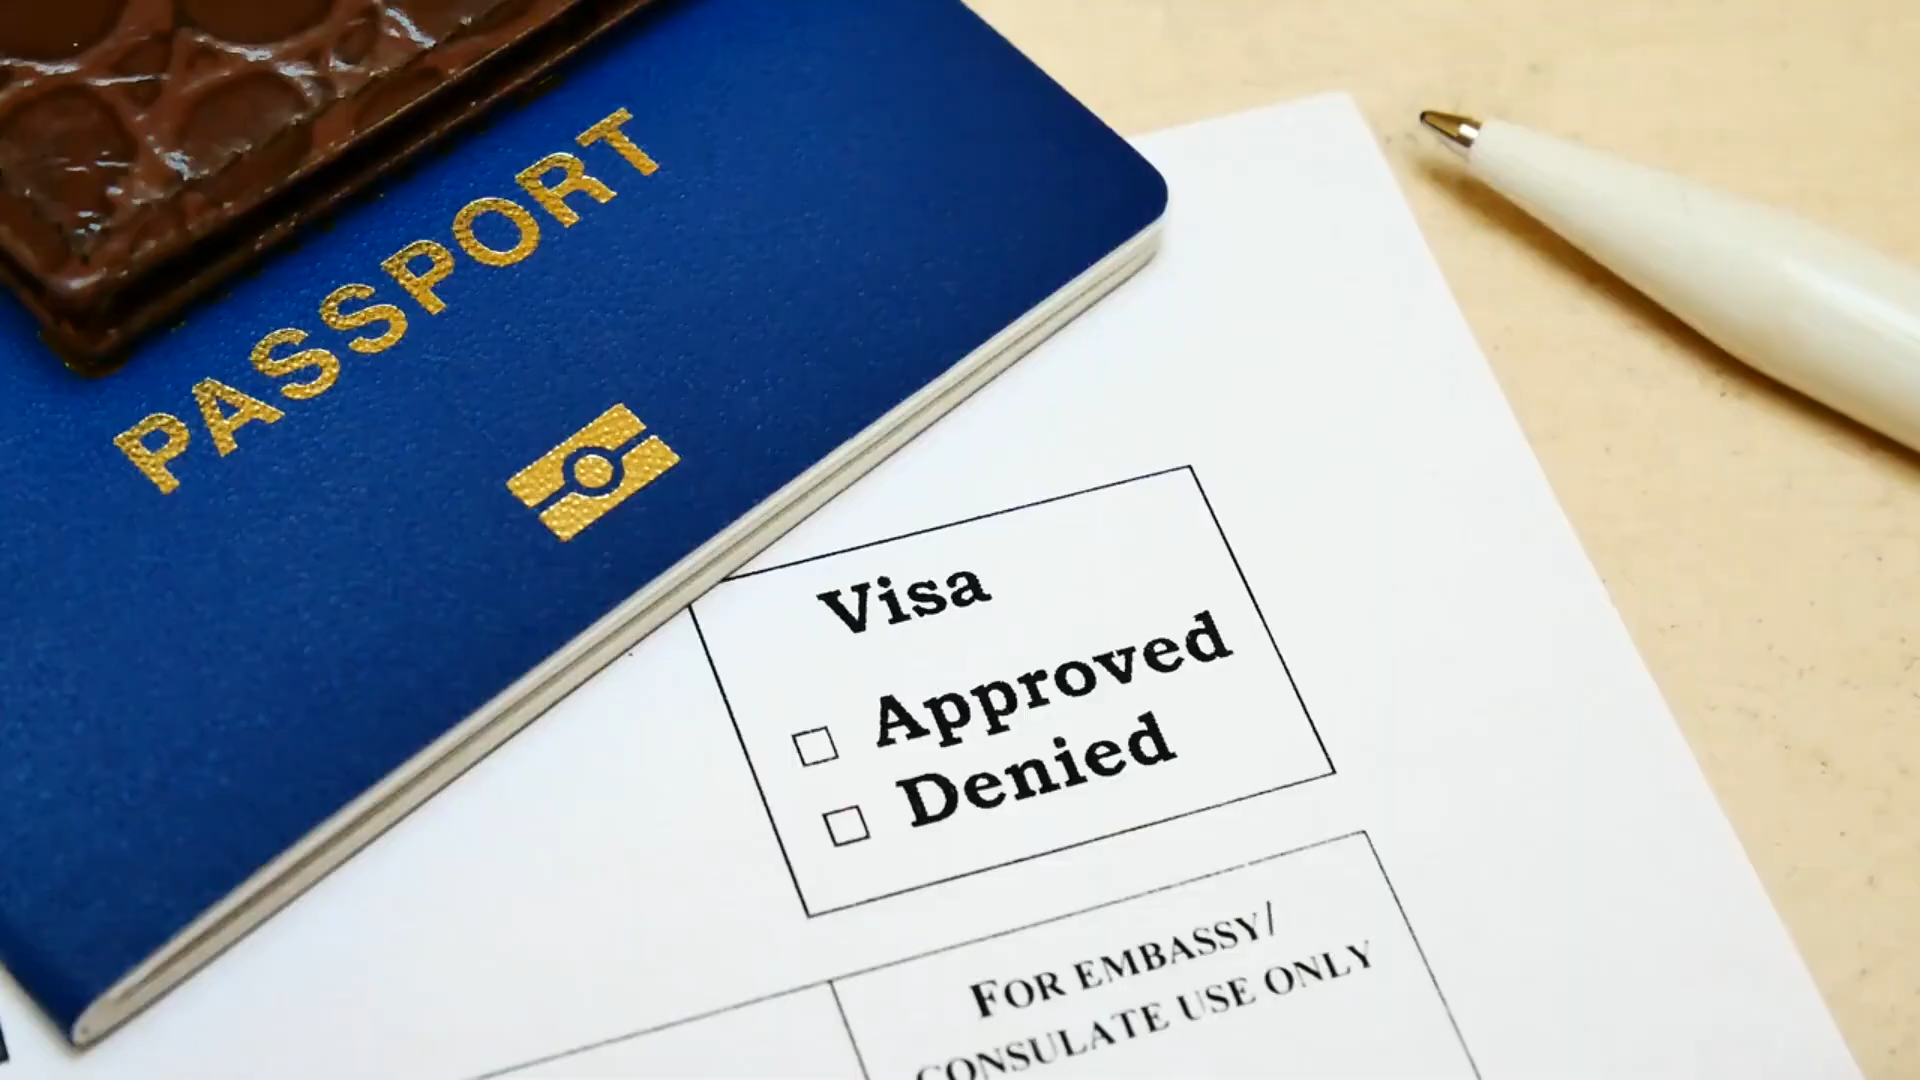 PASSPORT
Visa
□ Approved
□ Denied
FOR EMBASSY/
CONSULATE USE ONLY